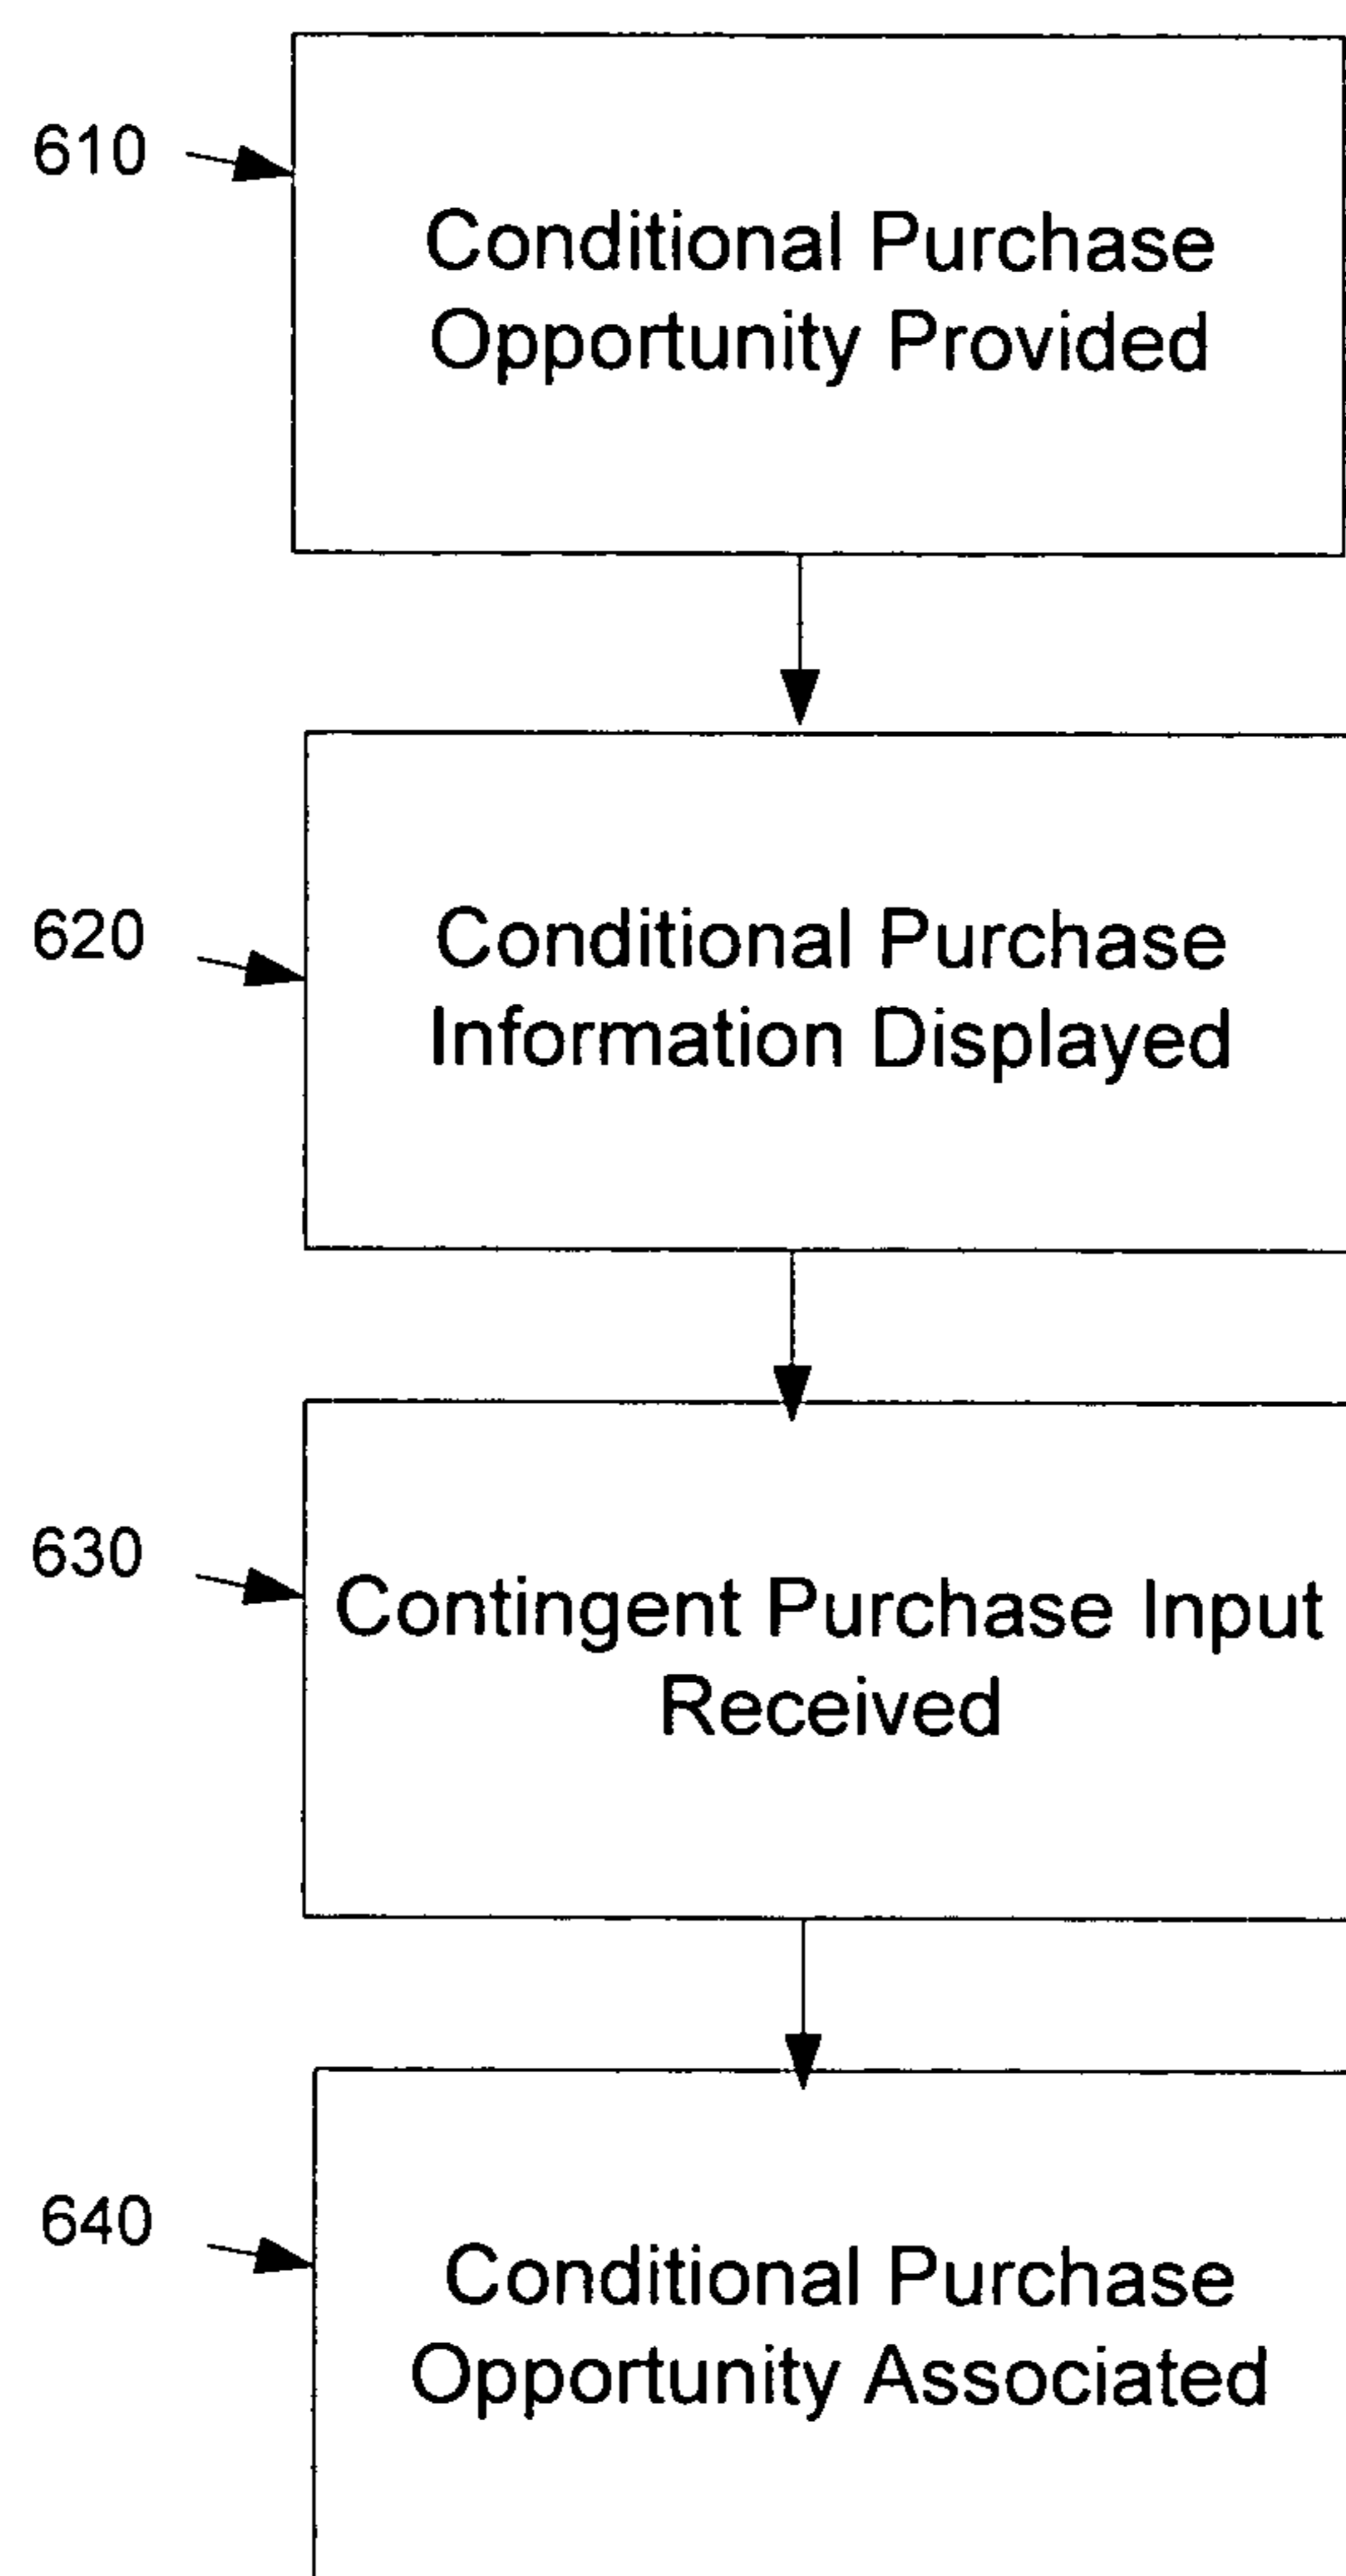 610
Conditional Purchase
Opportunity Provided
620
Conditional Purchase
Information Displayed
630
Contingent Purchase Input
Received
640
Conditional Purchase
Opportunity Associated